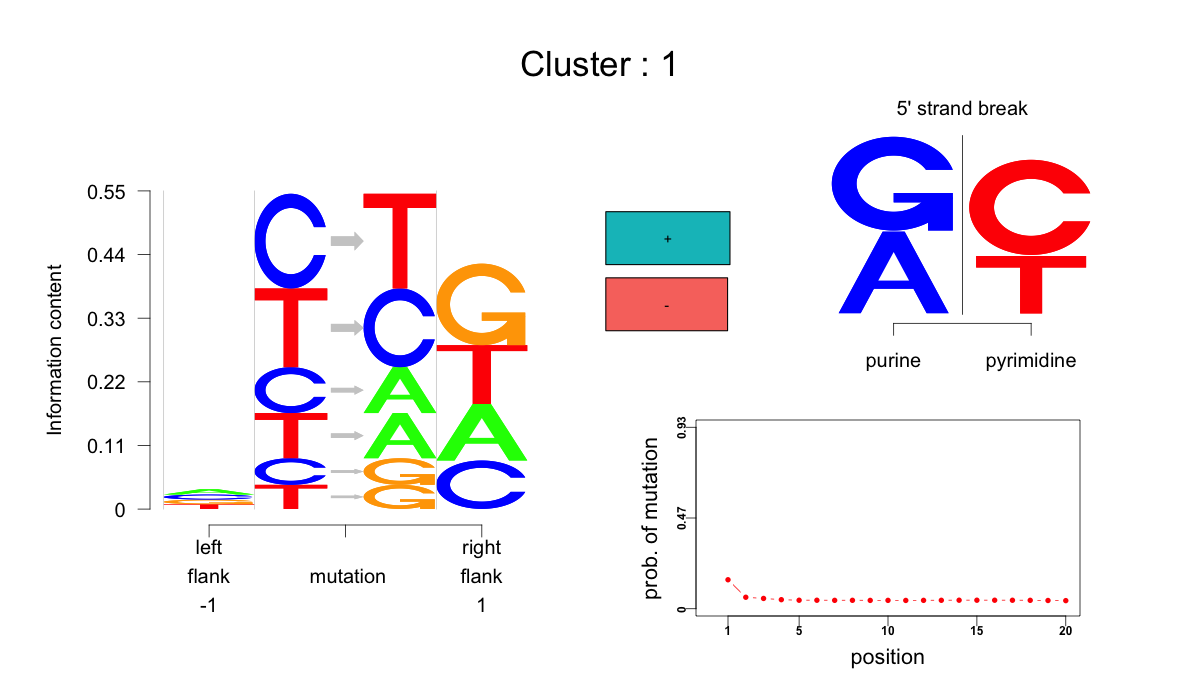 Cluster : 1
5' strand break
Information content
0.55
0.44
0.33
0.22
0.11
0
C T
T C
C A
T A
C G
T G
A
C
G
T
G
T
A
C
left flank -1
mutation
right flank 1
+
-
G C
A T
purine pyrimidine
prob. of mutation
0.93
0.47
0
1 5 10 15 20
position